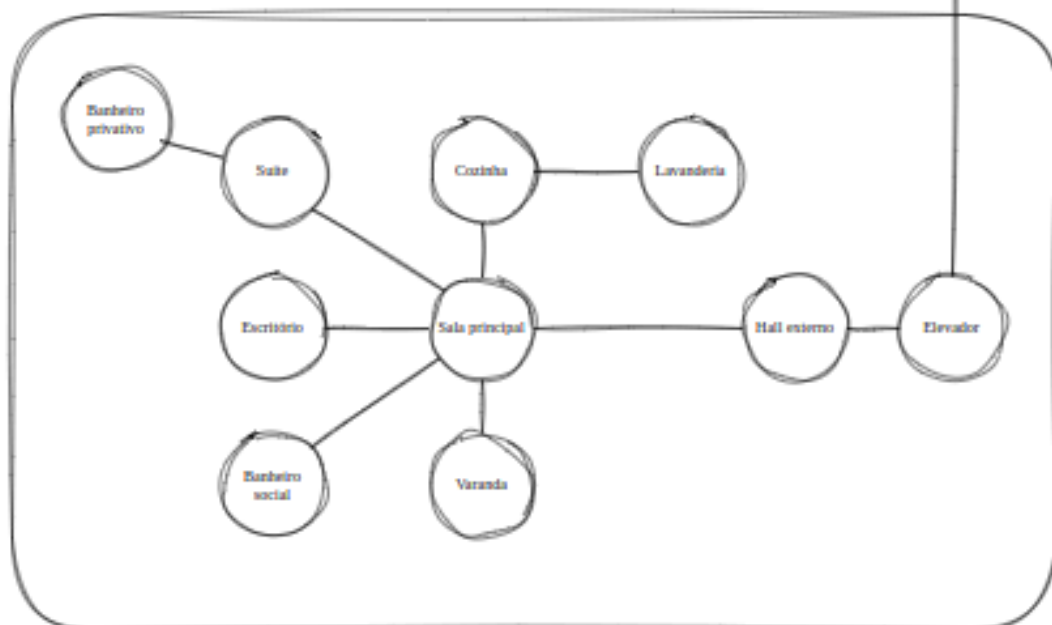 Banheiro
privativo
Suíte
Cozinha
Lavanderia
Escritório
Sala principal
Hall externo
Elevador
Banheiro
social
Varanda